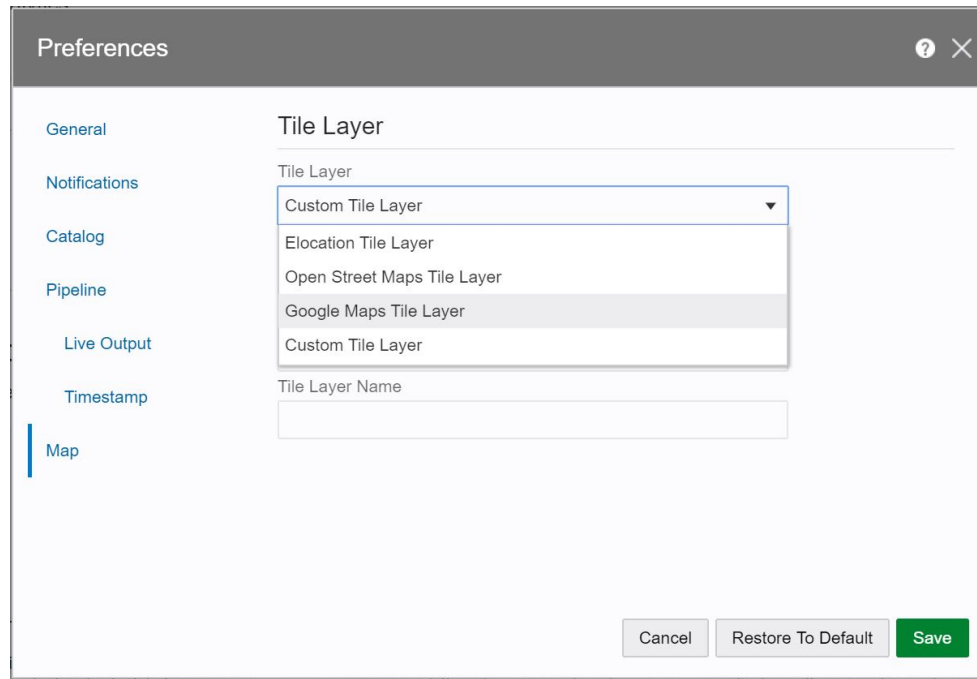 Preferences
?
General
Notifications
Catalog
Pipeline
Live Output
Timestamp
Map
Tile Layer
Tile Layer
Custom Tile Layer
Elocation Tile Layer
Open Street Maps Tile Layer
Google Maps Tile Layer
Custom Tile Layer
Tile Layer Name
Cancel Restore To Default Save